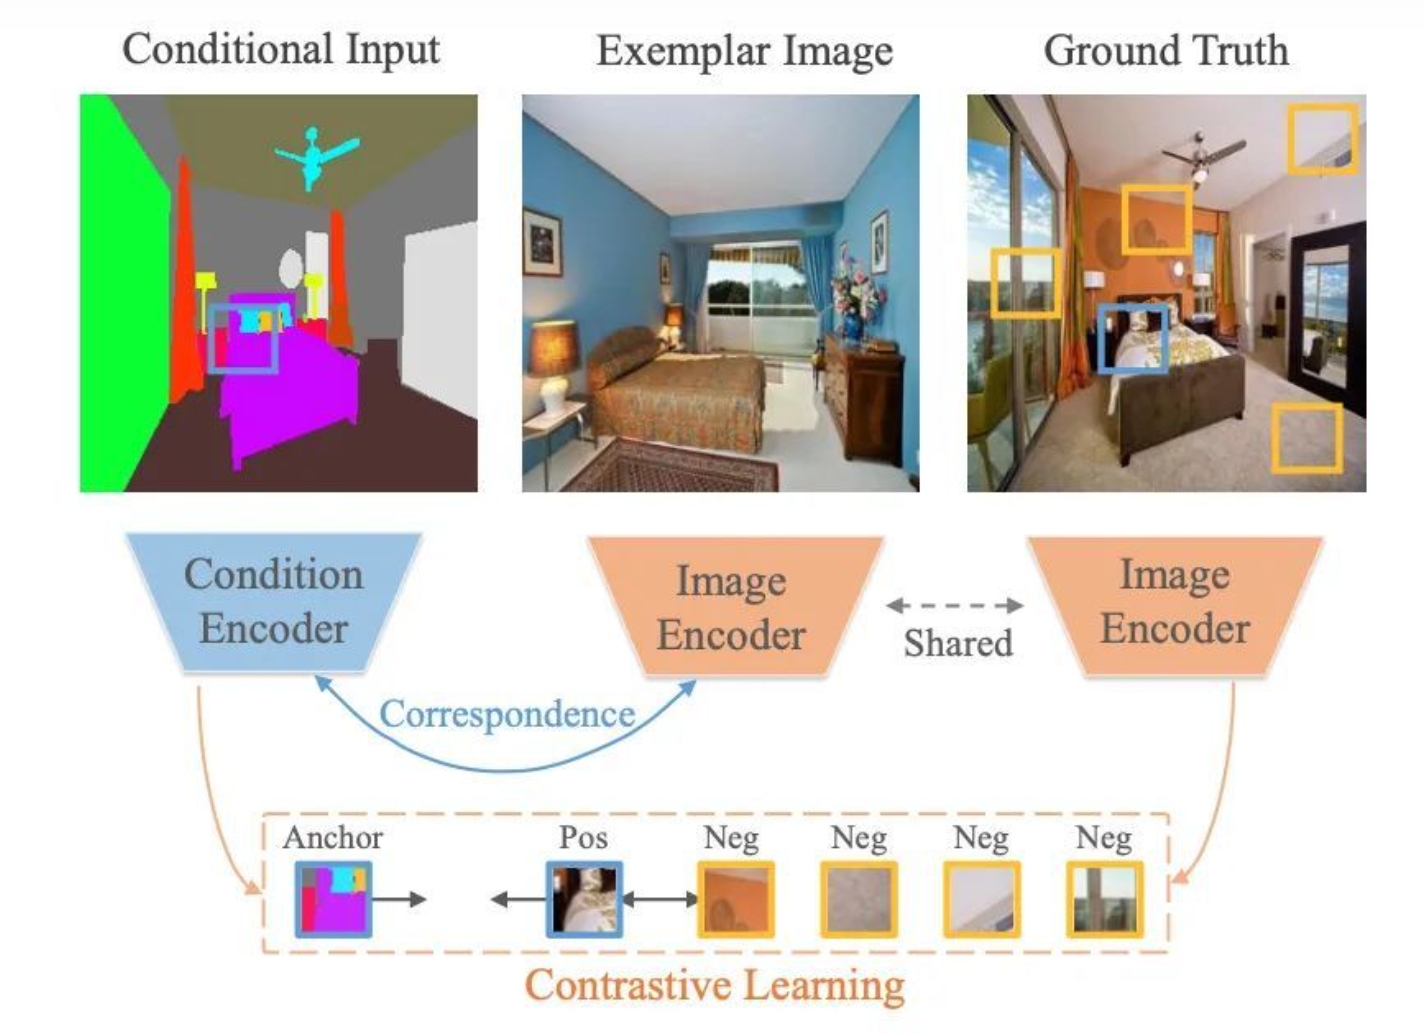 Conditional Input
Exemplar Image
Ground Truth
Condition
Encoder
Image
Encoder
Shared
Image
Encoder
Correspondence
Anchor
Pos
Neg
Neg
Neg
Neg
Contrastive Learning